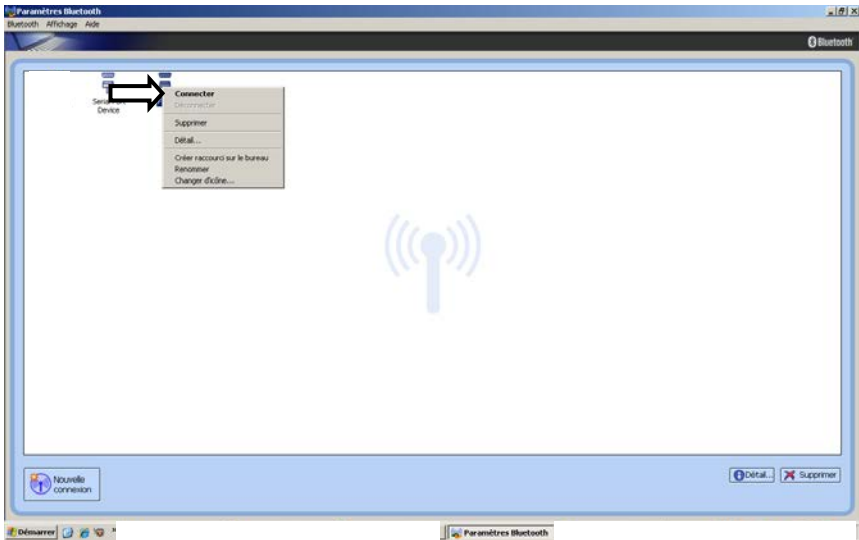 Paramètres Bluetooth
Bluetooth Affichage Aide
Bluetooth
Device
Connecter
Déconnecter
Supprimer
Détail...
Créer raccourci sur le bureau
Renommer
Changer d'icône...
Nouvelle
connexion
Détail... Supprimer
Démarrer
Paramètres Bluetooth